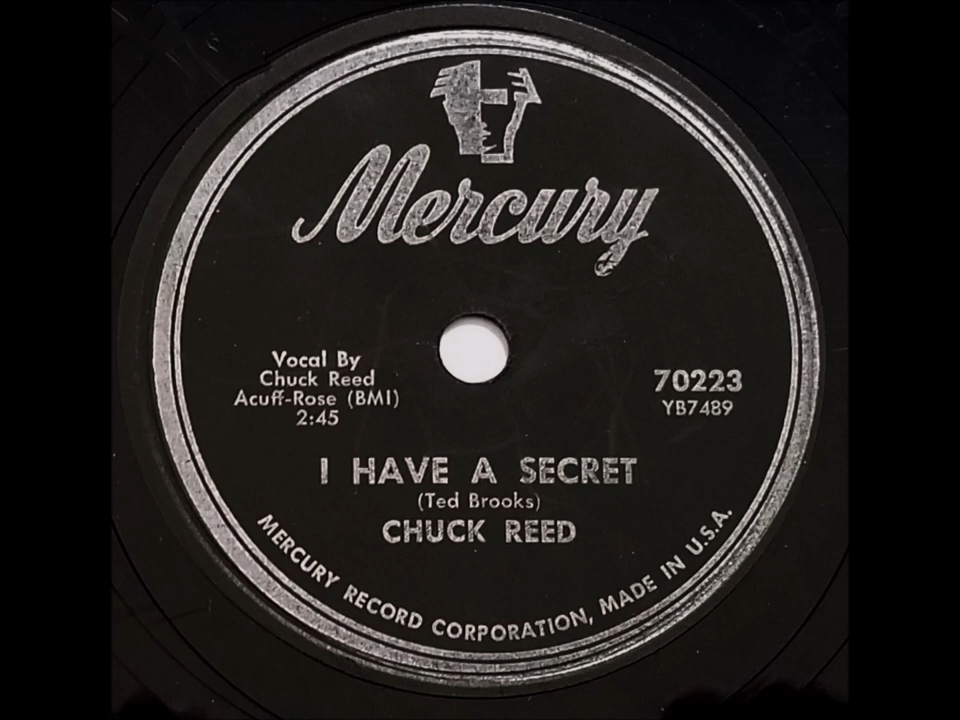 Mercury
Vocal By
Chuck Reed
Acuff-Rose (BMI)
2:45
70223
YB7489
I HAVE A SECRET
(Ted Brooks)
CHUCK REED
MERCURY RECORD CORPORATION, MADE IN U.S.A.